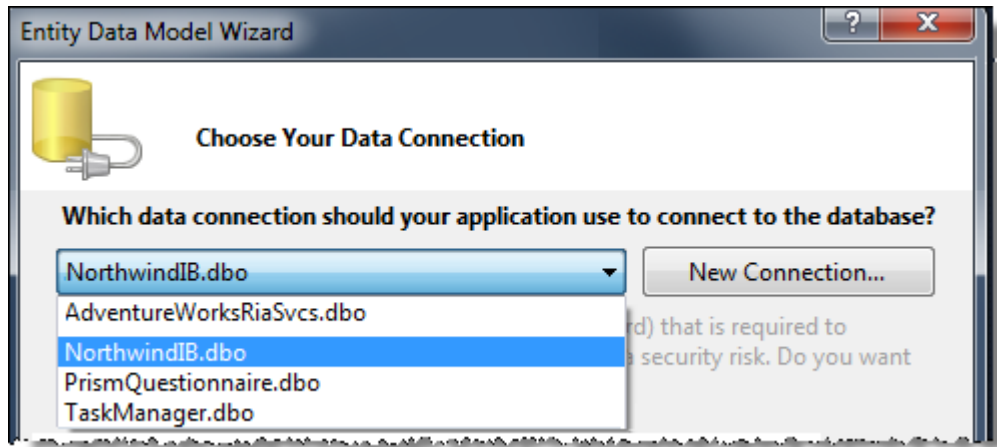 Entity Data Model Wizard
?
Choose Your Data Connection
Which data connection should your application use to connect to the database?
NorthwindIB.dbo
New Connection...
AdventureWorksRiaSvcs.dbo
rd) that is required to
NorthwindIB.dbo
security risk. Do you want
PrismQuestionnaire.dbo
TaskManager.dbo